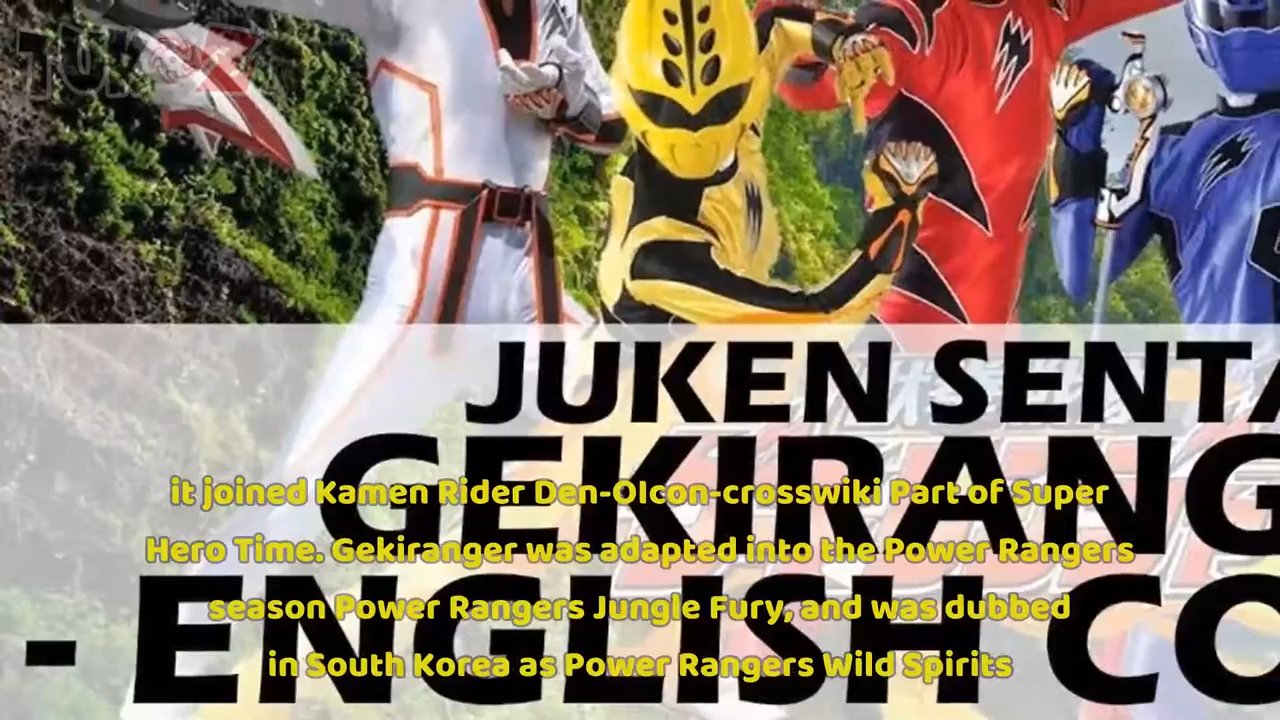 JUKEN SENTA
GEKIRANG
- ENGLISH CO
it joined Kamen Rider Den-OIcon-crosswiki Part of Super
Hero Time. Gekiranger was adapted into the Power Rangers
season Power Rangers Jungle Fury, and was dubbed
in South Korea as Power Rangers Wild Spirits